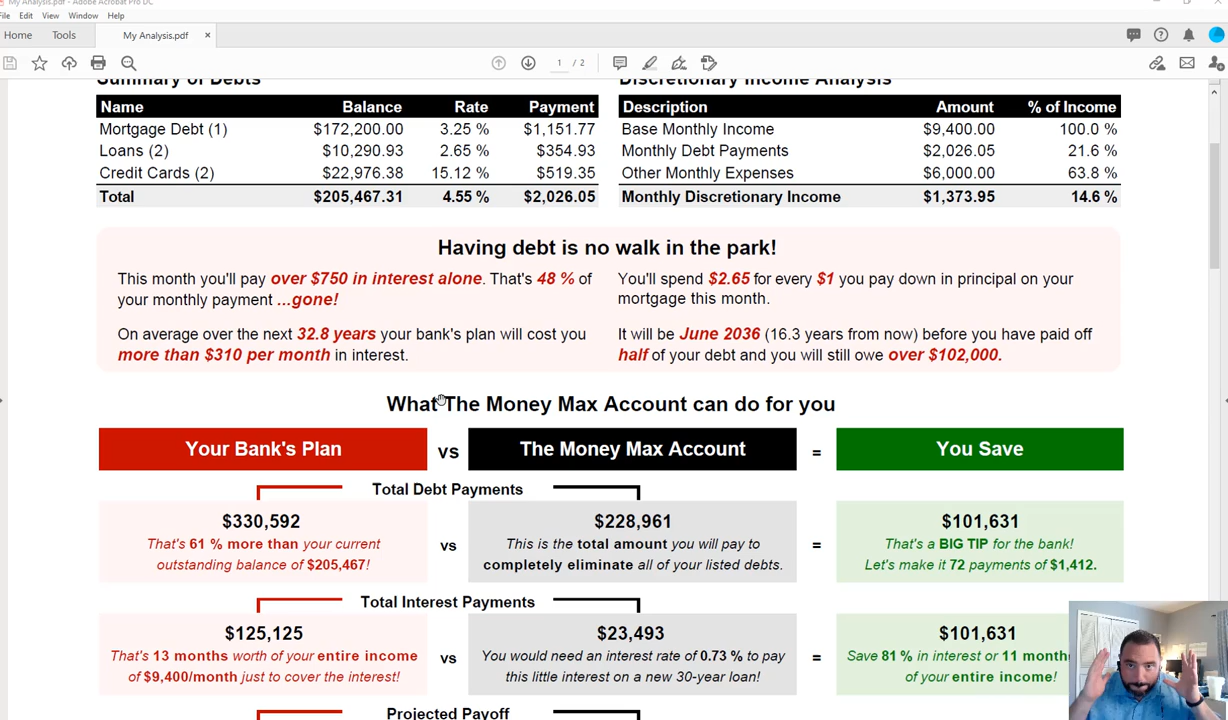 My Analysis.pdf - Adobe Acrobat Pro DC
File Edit View Window Help
Home Tools My Analysis.pdf ×
1 / 2
Summary of Debts
Discretionary Income Analysis
Name Balance Rate Payment
Mortgage Debt (1) $172,200.00 3.25 % $1,151.77
Loans (2) $10,290.93 2.65 % $354.93
Credit Cards (2) $22,976.38 15.12 % $519.35
Total $205,467.31 4.55 % $2,026.05
Description Amount % of Income
Base Monthly Income $9,400.00 100.0 %
Monthly Debt Payments $2,026.05 21.6 %
Other Monthly Expenses $6,000.00 63.8 %
Monthly Discretionary Income $1,373.95 14.6 %
Having debt is no walk in the park!
This month you'll pay over $750 in interest alone. That's 48 % of
your monthly payment ...gone!
On average over the next 32.8 years your bank's plan will cost you
more than $310 per month in interest.
You'll spend $2.65 for every $1 you pay down in principal on your
mortgage this month.
It will be June 2036 (16.3 years from now) before you have paid off
half of your debt and you will still owe over $102,000.
What The Money Max Account can do for you
Your Bank's Plan vs The Money Max Account = You Save
Total Debt Payments
$330,592
That's 61 % more than your current
outstanding balance of $205,467!
vs
$228,961
This is the total amount you will pay to
completely eliminate all of your listed debts.
=
$101,631
That's a BIG TIP for the bank!
Let's make it 72 payments of $1,412.
Total Interest Payments
$125,125
That's 13 months worth of your entire income
of $9,400/month just to cover the interest!
vs
$23,493
You would need an interest rate of 0.73 % to pay
this little interest on a new 30-year loan!
=
$101,631
Save 81 % in interest or 11 month
of your entire income!
Projected Payoff